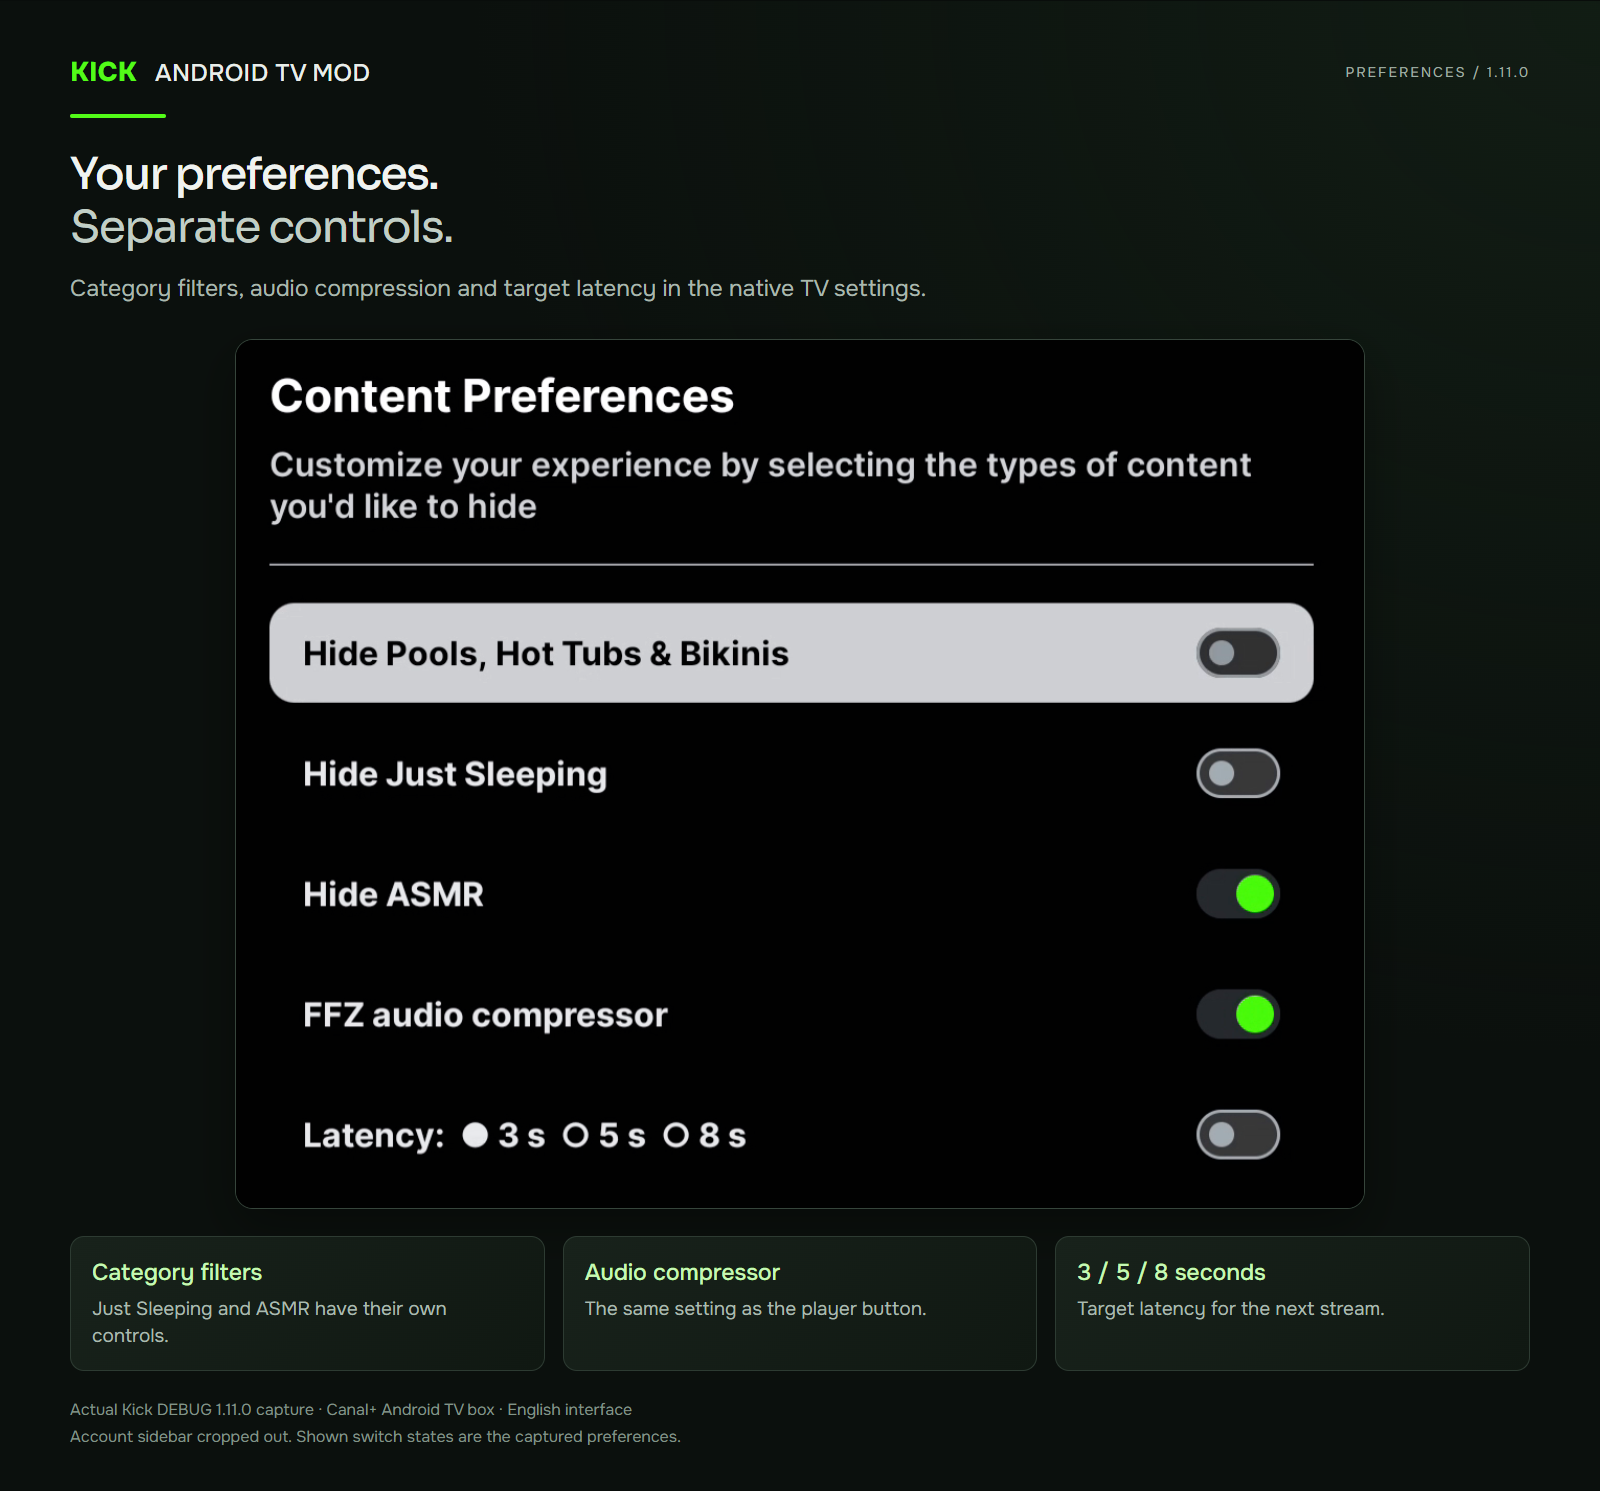 KICK ANDROID TV MOD
PREFERENCES / 1.11.0
Your preferences.
Separate controls.
Category filters, audio compression and target latency in the native TV settings.
Content Preferences
Customize your experience by selecting the types of content
you'd like to hide
Hide Pools, Hot Tubs & Bikinis
Hide Just Sleeping
Hide ASMR
FFZ audio compressor
Latency: 3 s 5 s 8 s
Category filters
Just Sleeping and ASMR have their own
controls.
Audio compressor
The same setting as the player button.
3 / 5 / 8 seconds
Target latency for the next stream.
Actual Kick DEBUG 1.11.0 capture · Canal+ Android TV box · English interface
Account sidebar cropped out. Shown switch states are the captured preferences.